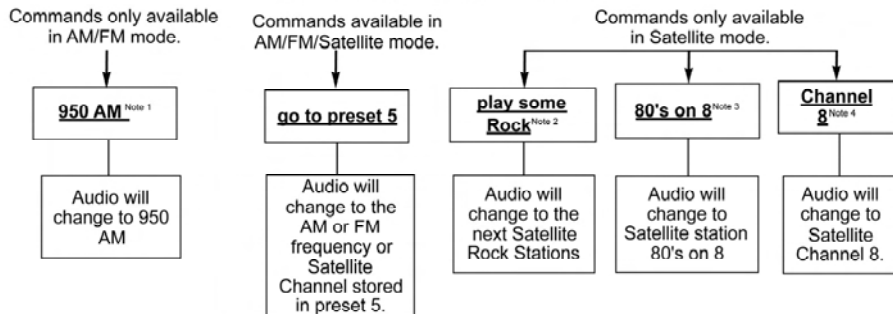 Commands only available
in AM/FM mode.
950 AM Note 1
Audio will
change to 950
AM
Commands available in
AM/FM/Satellite mode.
go to preset 5
Audio will
change to the
AM or FM
frequency or
Satellite
Channel stored
in preset 5.
Commands only available
in Satellite mode.
play some
Rock Note 2
Audio will
change to the
next Satellite
Rock Stations
80's on 8 Note 3
Audio will
change to
Satellite station
80's on 8
Channel
8 Note 4
Audio will
change to
Satellite
Channel 8.